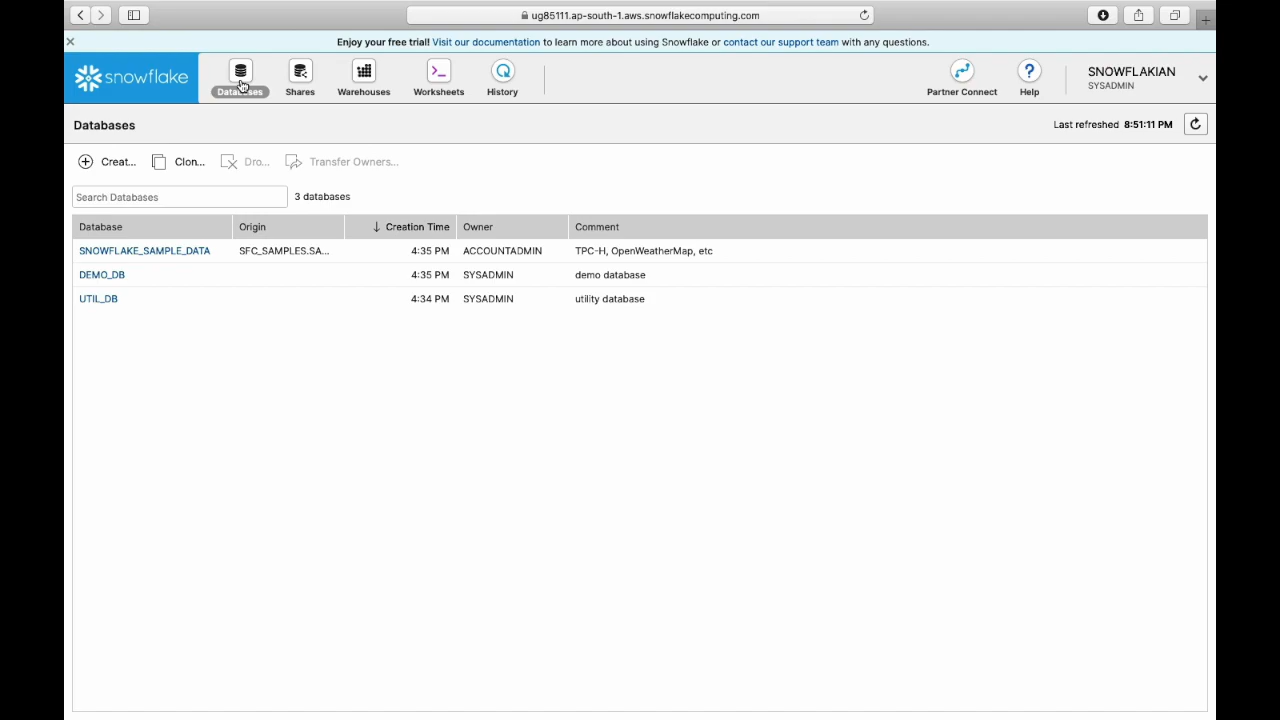 ug85111.ap-south-1.aws.snowflakecomputing.com
Enjoy your free trial! Visit our documentation to learn more about using Snowflake or contact our support team with any questions.
snowflake
Databases Shares Warehouses Worksheets History Partner Connect Help SNOWFLAKIAN
SYSADMIN
Databases Last refreshed 8:51:11 PM
Creat... Clon... Dro... Transfer Owners...
Search Databases 3 databases
Database Origin ↓ Creation Time Owner Comment
SNOWFLAKE_SAMPLE_DATA SFC_SAMPLES.SA... 4:35 PM ACCOUNTADMIN TPC-H, OpenWeatherMap, etc
DEMO_DB 4:35 PM SYSADMIN demo database
UTIL_DB 4:34 PM SYSADMIN utility database